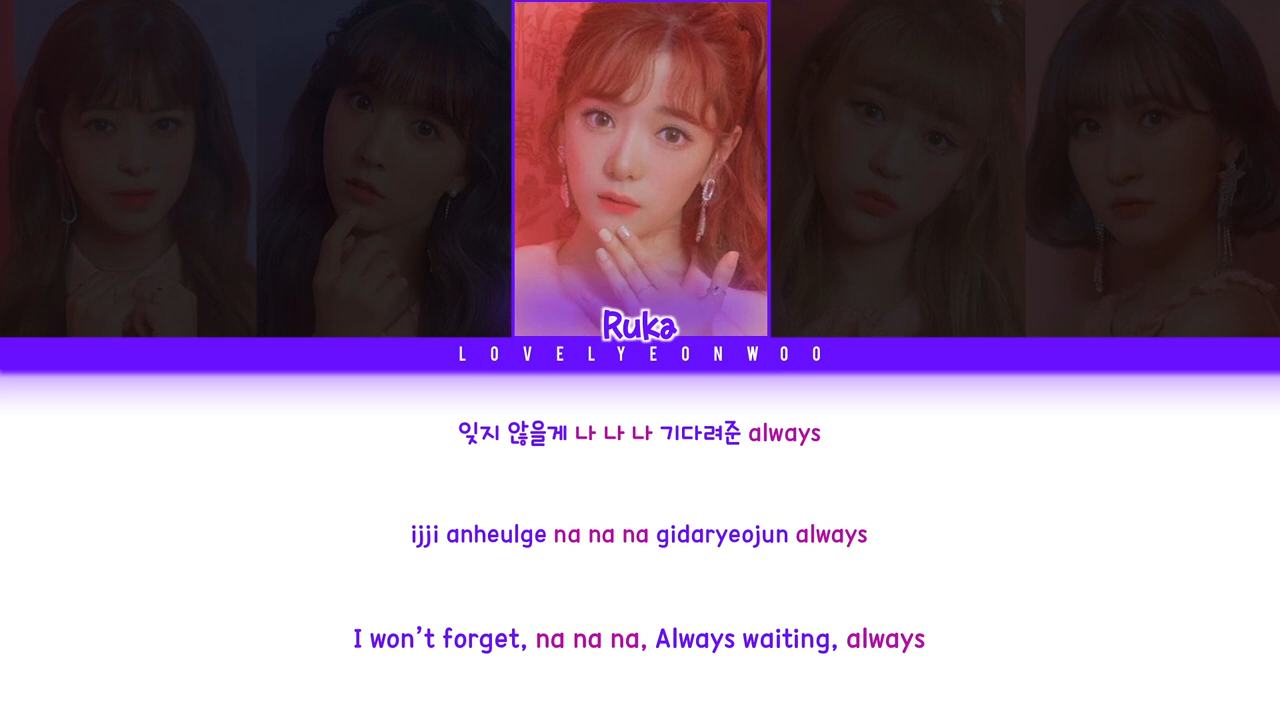 Ruka
LOVELYEONWOO
잊지 않을게 나 나 나 기다려준 always
ijji anheulge na na na gidaryeojun always
I won't forget, na na na, Always waiting, always